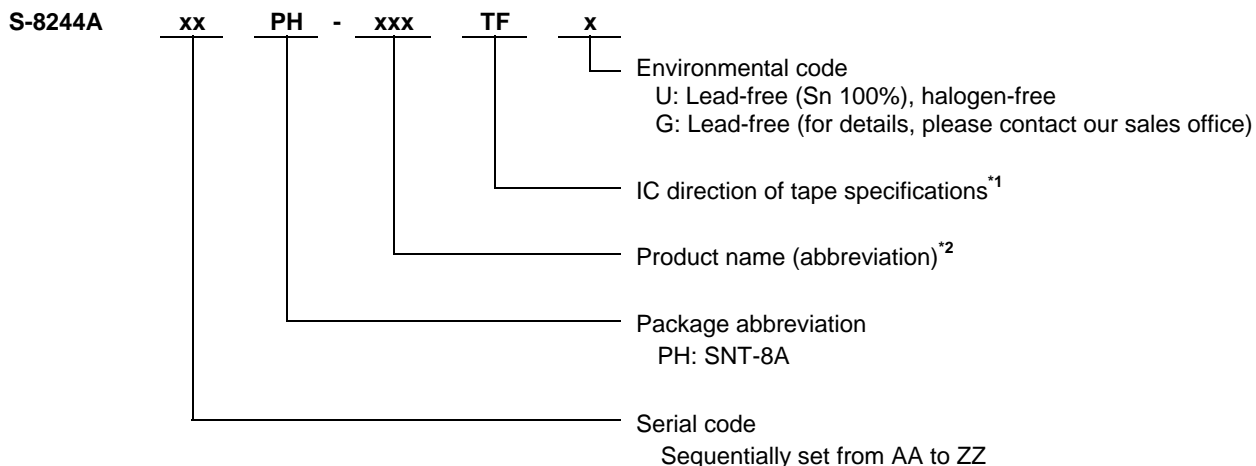 S-8244A xx PH - xxx TF x
Environmental code
U: Lead-free (Sn 100%), halogen-free
G: Lead-free (for details, please contact our sales office)
IC direction of tape specifications*1
Product name (abbreviation)*2
Package abbreviation
PH: SNT-8A
Serial code
Sequentially set from AA to ZZ